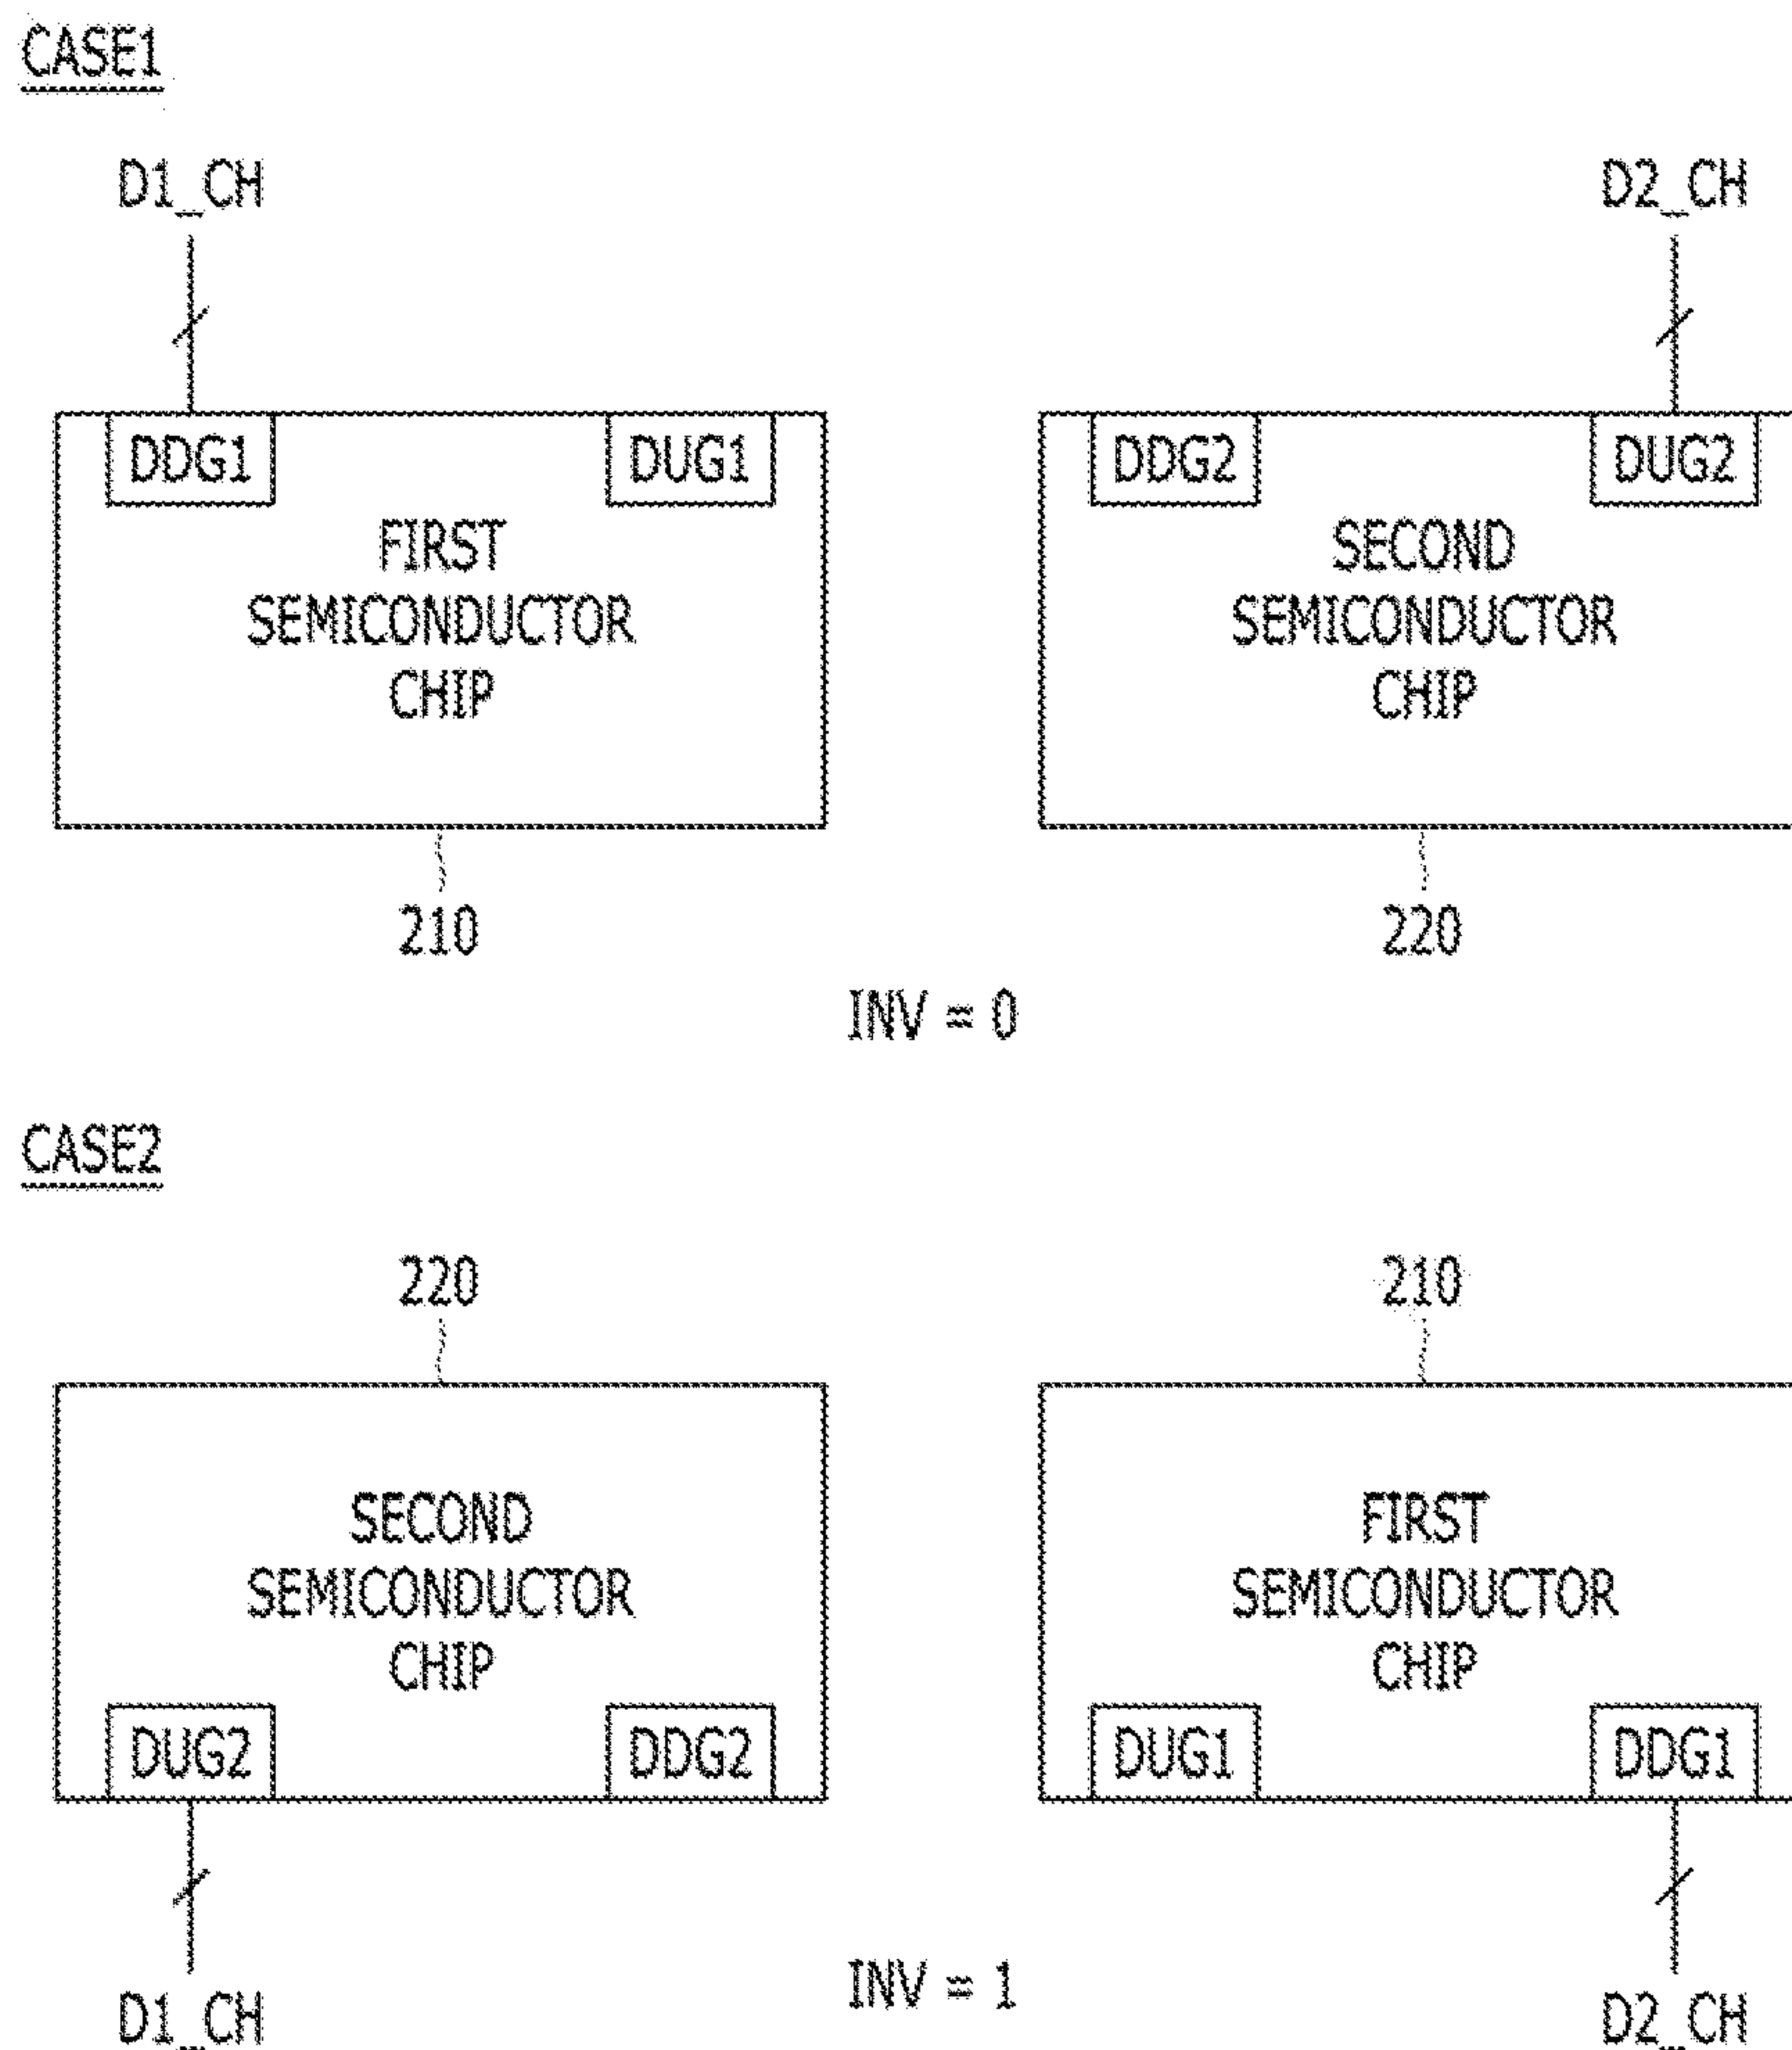 CASE1
D1_CH
D2_CH
DDG1
DUG1
DDG2
DUG2
FIRST
SEMICONDUCTOR
CHIP
SECOND
SEMICONDUCTOR
CHIP
210
220
INV = 0
CASE2
220
210
SECOND
SEMICONDUCTOR
CHIP
FIRST
SEMICONDUCTOR
CHIP
DUG2
DDG2
DUG1
DDG1
INV = 1
D1_CH
D2_CH